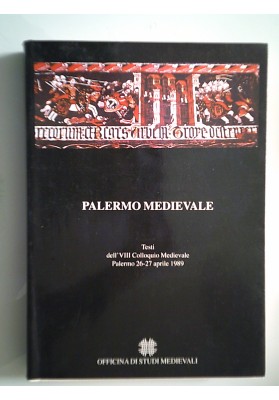 PALERMO MEDIEVALE
Testi
dell'VIII Colloquio Medievale
Palermo 26-27 aprile 1989
OFFICINA DI STUDI MEDIEVALI